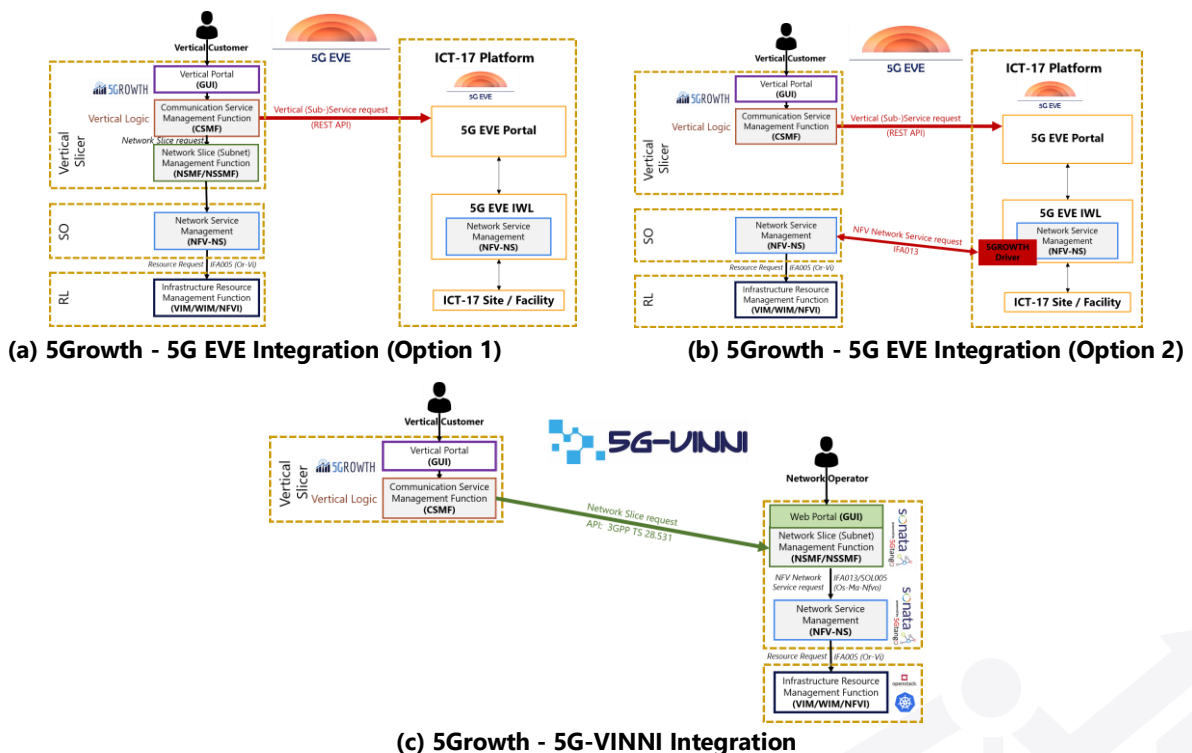 Vertical Customer
5G EVE
ICT-17 Platform
5G EVE
5GROWTH
Vertical Portal
(GUI)
Vertical Logic
Communication Service
Management Function
(CSMF)
Vertical (Sub-)Service request
(REST API)
5G EVE Portal
Network Slice request
Vertical
Slicer
Network Slice (Subnet)
Management Function
(NSMF/NSSMF)
SO
Network Service
Management
(NFV-NS)
5G EVE IWL
Network Service
Management
(NFV-NS)
Resource Request
IFA005 (Or-Vi)
RL
Infrastructure Resource
Management Function
(VIM/WIM/NFVI)
ICT-17 Site / Facility
(a) 5Growth - 5G EVE Integration (Option 1)
Vertical Customer
5G EVE
ICT-17 Platform
5G EVE
5GROWTH
Vertical Portal
(GUI)
Vertical Logic
Communication Service
Management Function
(CSMF)
Vertical (Sub-)Service request
(REST API)
5G EVE Portal
Vertical
Slicer
SO
Network Service
Management
(NFV-NS)
NFV Network Service request
IFA013
5G EVE IWL
5GROWTH
Driver
Network Service
Management
(NFV-NS)
Resource Request
IFA005 (Or-Vi)
RL
Infrastructure Resource
Management Function
(VIM/WIM/NFVI)
ICT-17 Site / Facility
(b) 5Growth - 5G EVE Integration (Option 2)
Vertical Customer
5G-VINNI
Vertical
Slicer
5GROWTH
Vertical Portal
(GUI)
Vertical Logic
Communication Service
Management Function
(CSMF)
Network Slice request
API: 3GPP TS 28.531
Network Operator
Web Portal (GUI)
Network Slice (Subnet)
Management Function
(NSMF/NSSMF)
sonata
5Gtango
NFV Network
Service request
IFA013/SOL005
(Os-Ma-Nfvo)
Network Service
Management
(NFV-NS)
sonata
5Gtango
Resource Request
IFA005 (Or-Vi)
Infrastructure Resource
Management Function
(VIM/WIM/NFVI)
openstack
(c) 5Growth - 5G-VINNI Integration